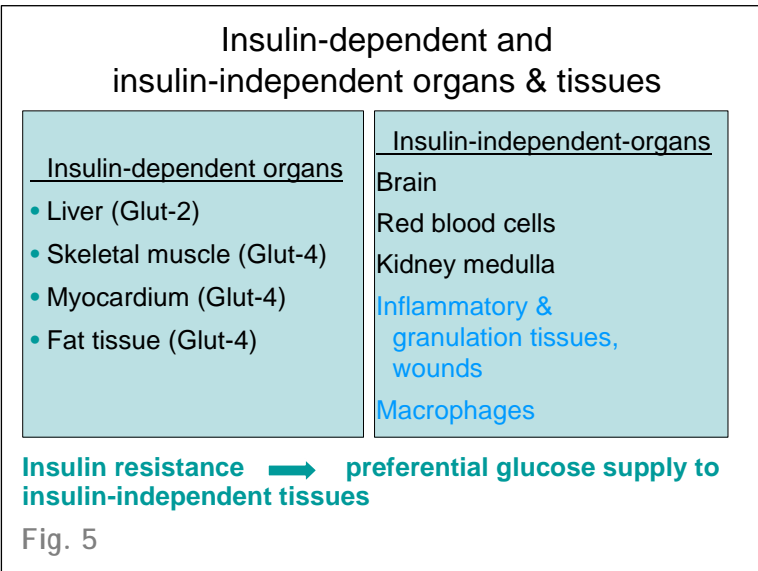 Insulin-dependent and
insulin-independent organs & tissues
Insulin-dependent organs
• Liver (Glut-2)
• Skeletal muscle (Glut-4)
• Myocardium (Glut-4)
• Fat tissue (Glut-4)
Insulin-independent-organs
Brain
Red blood cells
Kidney medulla
Inflammatory &
granulation tissues,
wounds
Macrophages
Insulin resistance ➡ preferential glucose supply to
insulin-independent tissues
Fig. 5